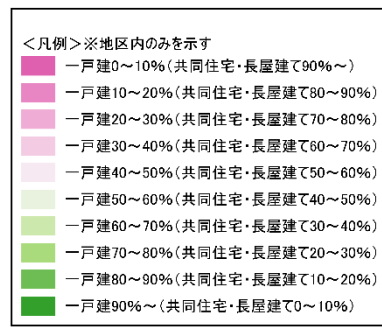 ＜凡例＞※地区内のみを示す
一戸建0～10%(共同住宅・長屋建て90%～)
一戸建10～20%(共同住宅・長屋建て80～90%)
一戸建20～30%(共同住宅・長屋建て70～80%)
一戸建30～40%(共同住宅・長屋建て60～70%)
一戸建40～50%(共同住宅・長屋建て50～60%)
一戸建50～60%(共同住宅・長屋建て40～50%)
一戸建60～70%(共同住宅・長屋建て30～40%)
一戸建70～80%(共同住宅・長屋建て20～30%)
一戸建80～90%(共同住宅・長屋建て10～20%)
一戸建90%～(共同住宅・長屋建て0～10%)